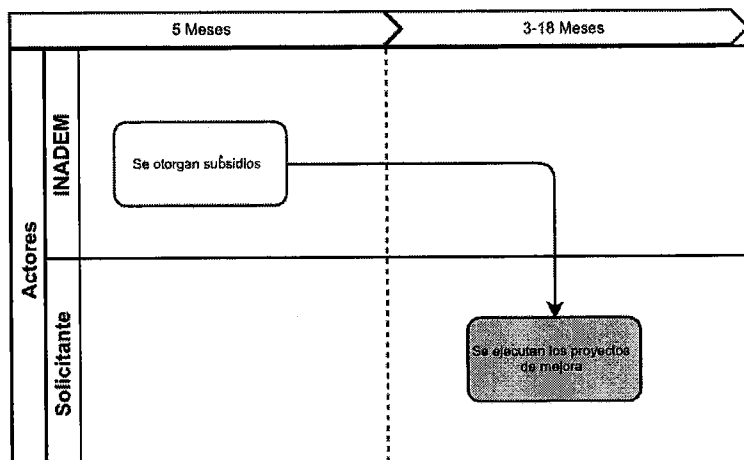 5 Meses
3-18 Meses
Actores
INADEM
Se otorgan subsidios
Solicitante
Se ejecutan los proyectos
de mejora